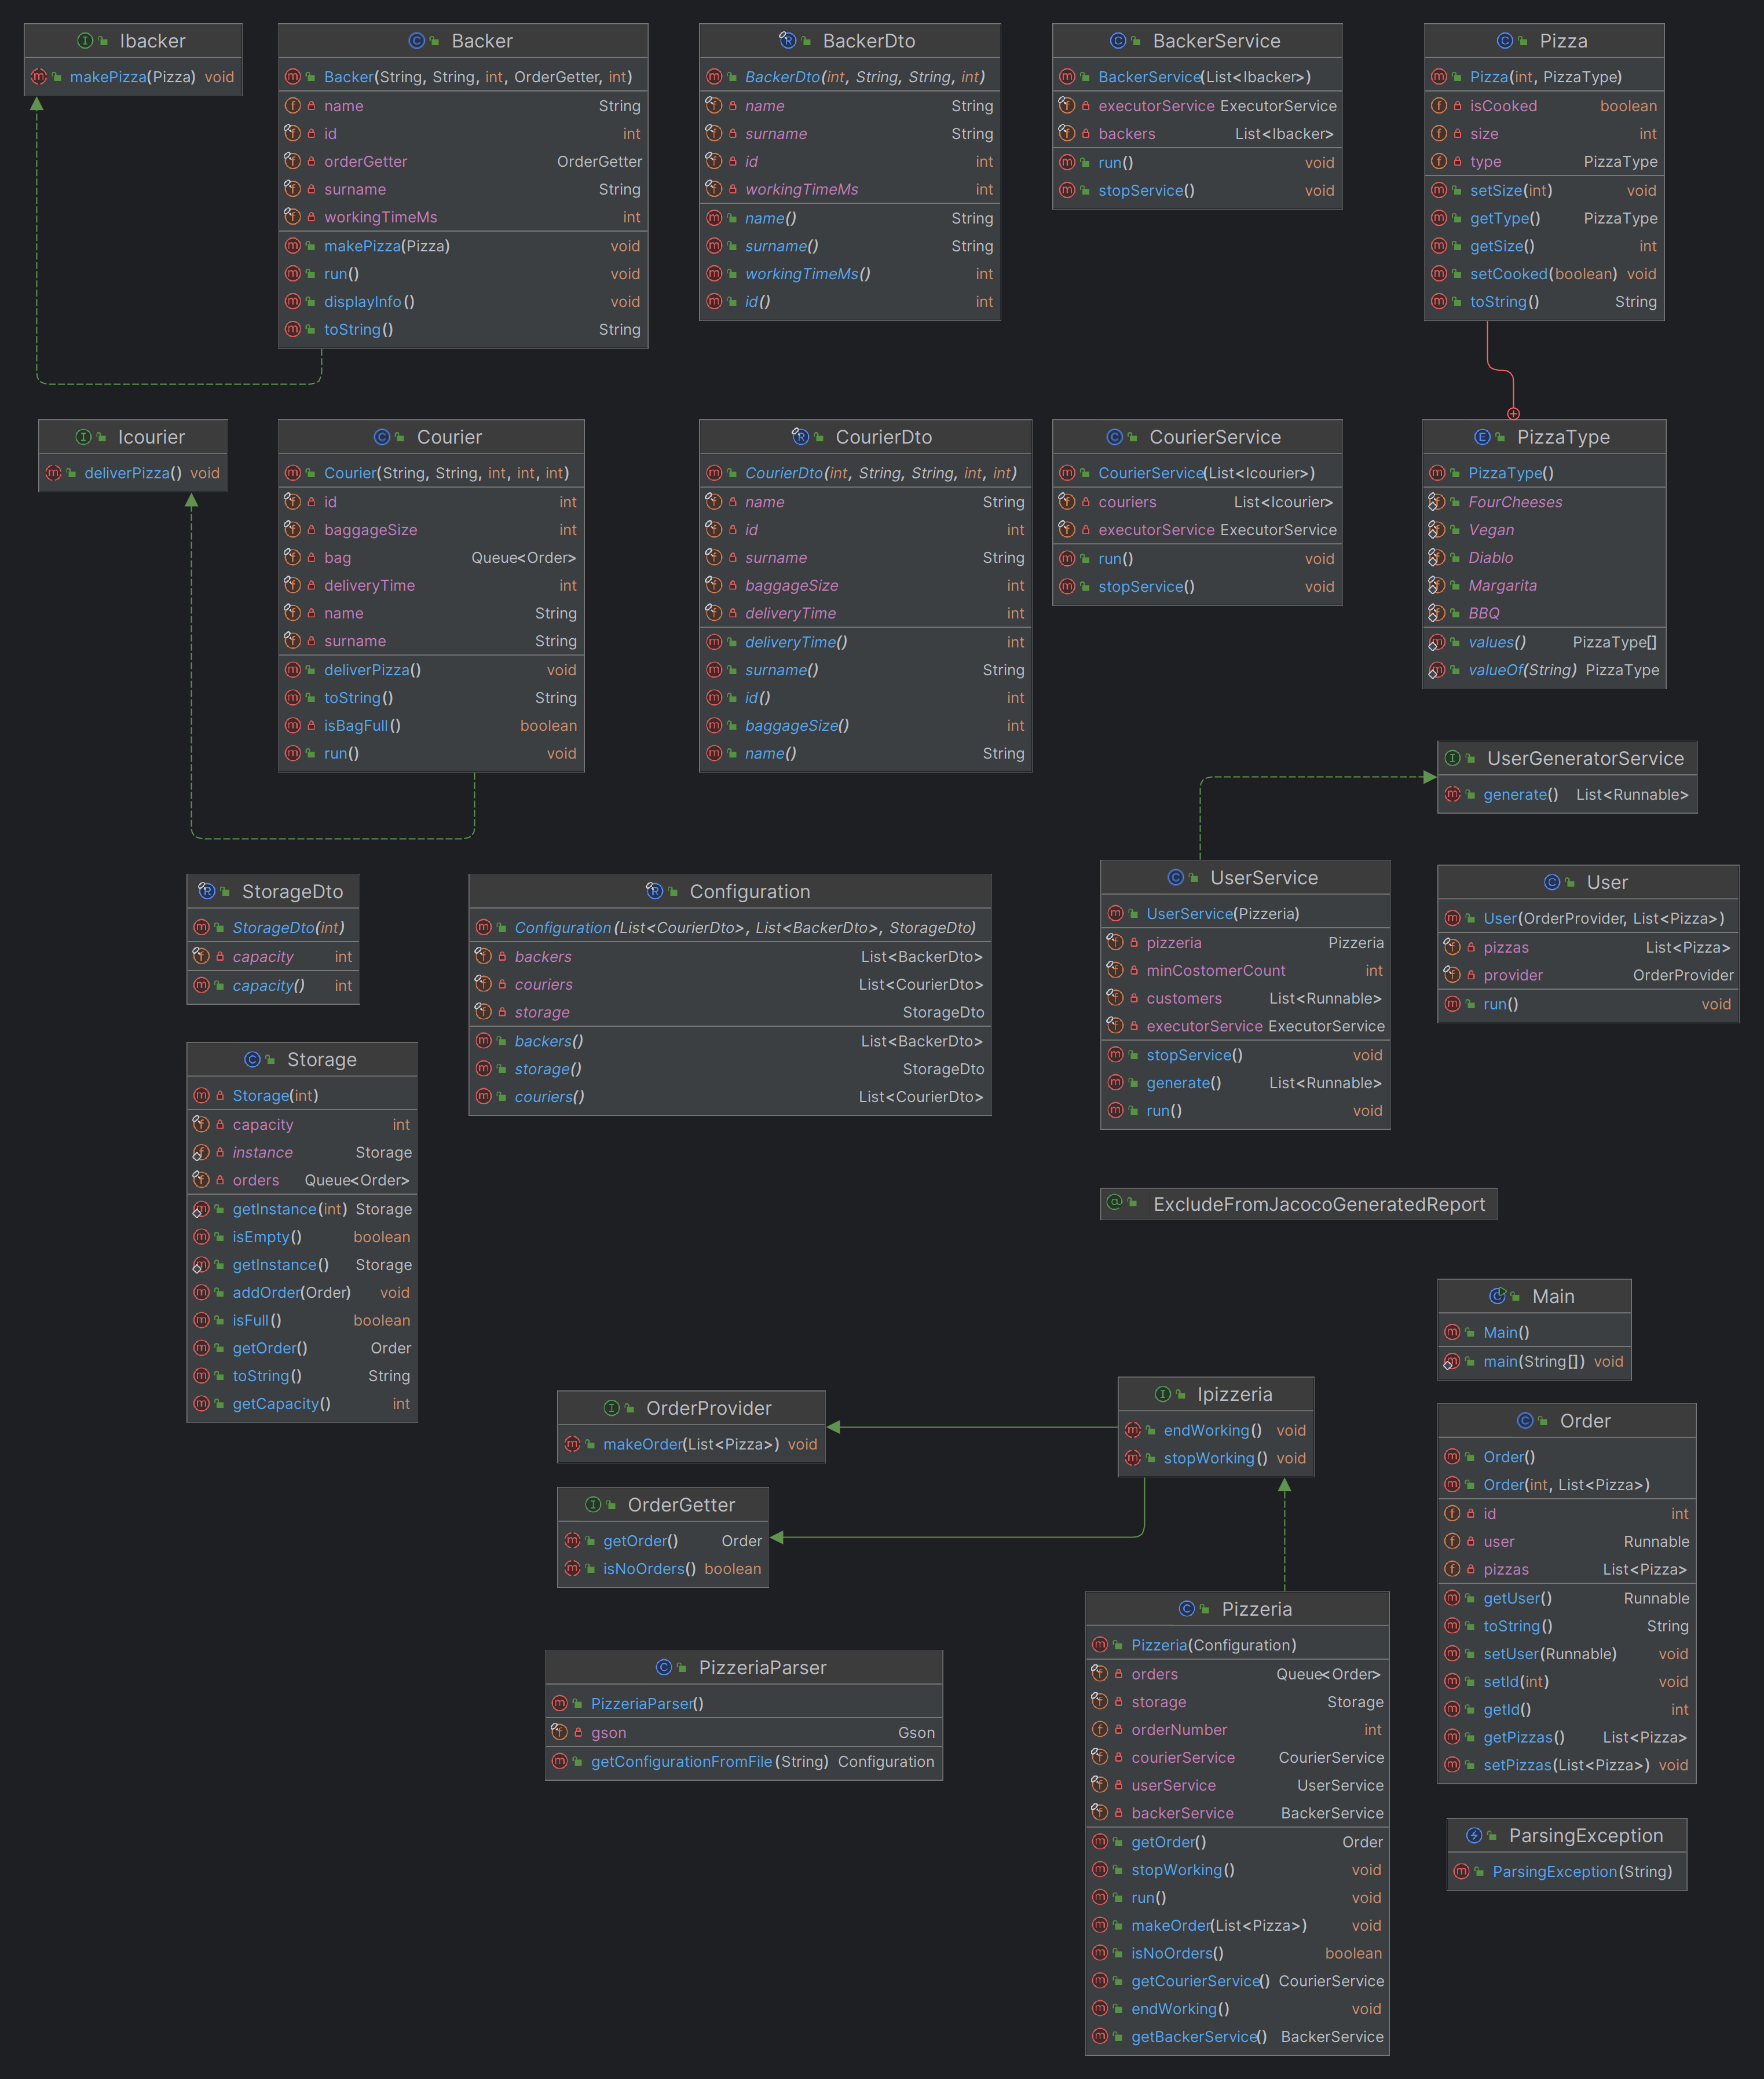 Ibacker
makePizza(Pizza) void
Backer
Backer(String, String, int, OrderGetter, int)
name String
id int
orderGetter OrderGetter
surname String
workingTimeMs int
makePizza(Pizza) void
run() void
displayInfo() void
toString() String
BackerDto
BackerDto(int, String, String, int)
name String
surname String
id int
workingTimeMs int
name() String
surname() String
workingTimeMs() int
id() int
BackerService
BackerService(List<Ibacker>)
executorService ExecutorService
backers List<Ibacker>
run() void
stopService() void
Pizza
Pizza(int, PizzaType)
isCooked boolean
size int
type PizzaType
setSize(int) void
getType() PizzaType
getSize() int
setCooked(boolean) void
toString() String
Icourier
deliverPizza() void
Courier
Courier(String, String, int, int, int)
id int
baggageSize int
bag Queue<Order>
deliveryTime int
name String
surname String
deliverPizza() void
toString() String
isBagFull() boolean
run() void
CourierDto
CourierDto(int, String, String, int, int)
name String
id int
surname String
baggageSize int
deliveryTime int
deliveryTime() int
surname() String
id() int
baggageSize() int
name() String
CourierService
CourierService(List<Icourier>)
couriers List<Icourier>
executorService ExecutorService
run() void
stopService() void
PizzaType
PizzaType()
FourCheeses
Vegan
Diablo
Margarita
BBQ
values() PizzaType[]
valueOf(String) PizzaType
UserGeneratorService
generate() List<Runnable>
StorageDto
StorageDto(int)
capacity int
capacity() int
Configuration
Configuration(List<CourierDto>, List<BackerDto>, StorageDto)
backers List<BackerDto>
couriers List<CourierDto>
storage StorageDto
backers() List<BackerDto>
storage() StorageDto
couriers() List<CourierDto>
UserService
UserService(Pizzeria)
pizzeria Pizzeria
minCostomerCount int
customers List<Runnable>
executorService ExecutorService
stopService() void
generate() List<Runnable>
run() void
User
User(OrderProvider, List<Pizza>)
pizzas List<Pizza>
provider OrderProvider
run() void
Storage
Storage(int)
capacity int
instance Storage
orders Queue<Order>
getInstance(int) Storage
isEmpty() boolean
getInstance() Storage
addOrder(Order) void
isFull() boolean
getOrder() Order
toString() String
getCapacity() int
ExcludeFromJacocoGeneratedReport
Main
Main()
main(String[]) void
OrderProvider
makeOrder(List<Pizza>) void
Ipizzeria
endWorking() void
stopWorking() void
OrderGetter
getOrder() Order
isNoOrders() boolean
Order
Order()
Order(int, List<Pizza>)
id int
user Runnable
pizzas List<Pizza>
getUser() Runnable
toString() String
setUser(Runnable) void
setId(int) void
getId() int
getPizzas() List<Pizza>
setPizzas(List<Pizza>) void
PizzeriaParser
PizzeriaParser()
gson Gson
getConfigurationFromFile(String) Configuration
Pizzeria
Pizzeria(Configuration)
orders Queue<Order>
storage Storage
orderNumber int
courierService CourierService
userService UserService
backerService BackerService
getOrder() Order
stopWorking() void
run() void
makeOrder(List<Pizza>) void
isNoOrders() boolean
getCourierService() CourierService
endWorking() void
getBackerService() BackerService
ParsingException
ParsingException(String)